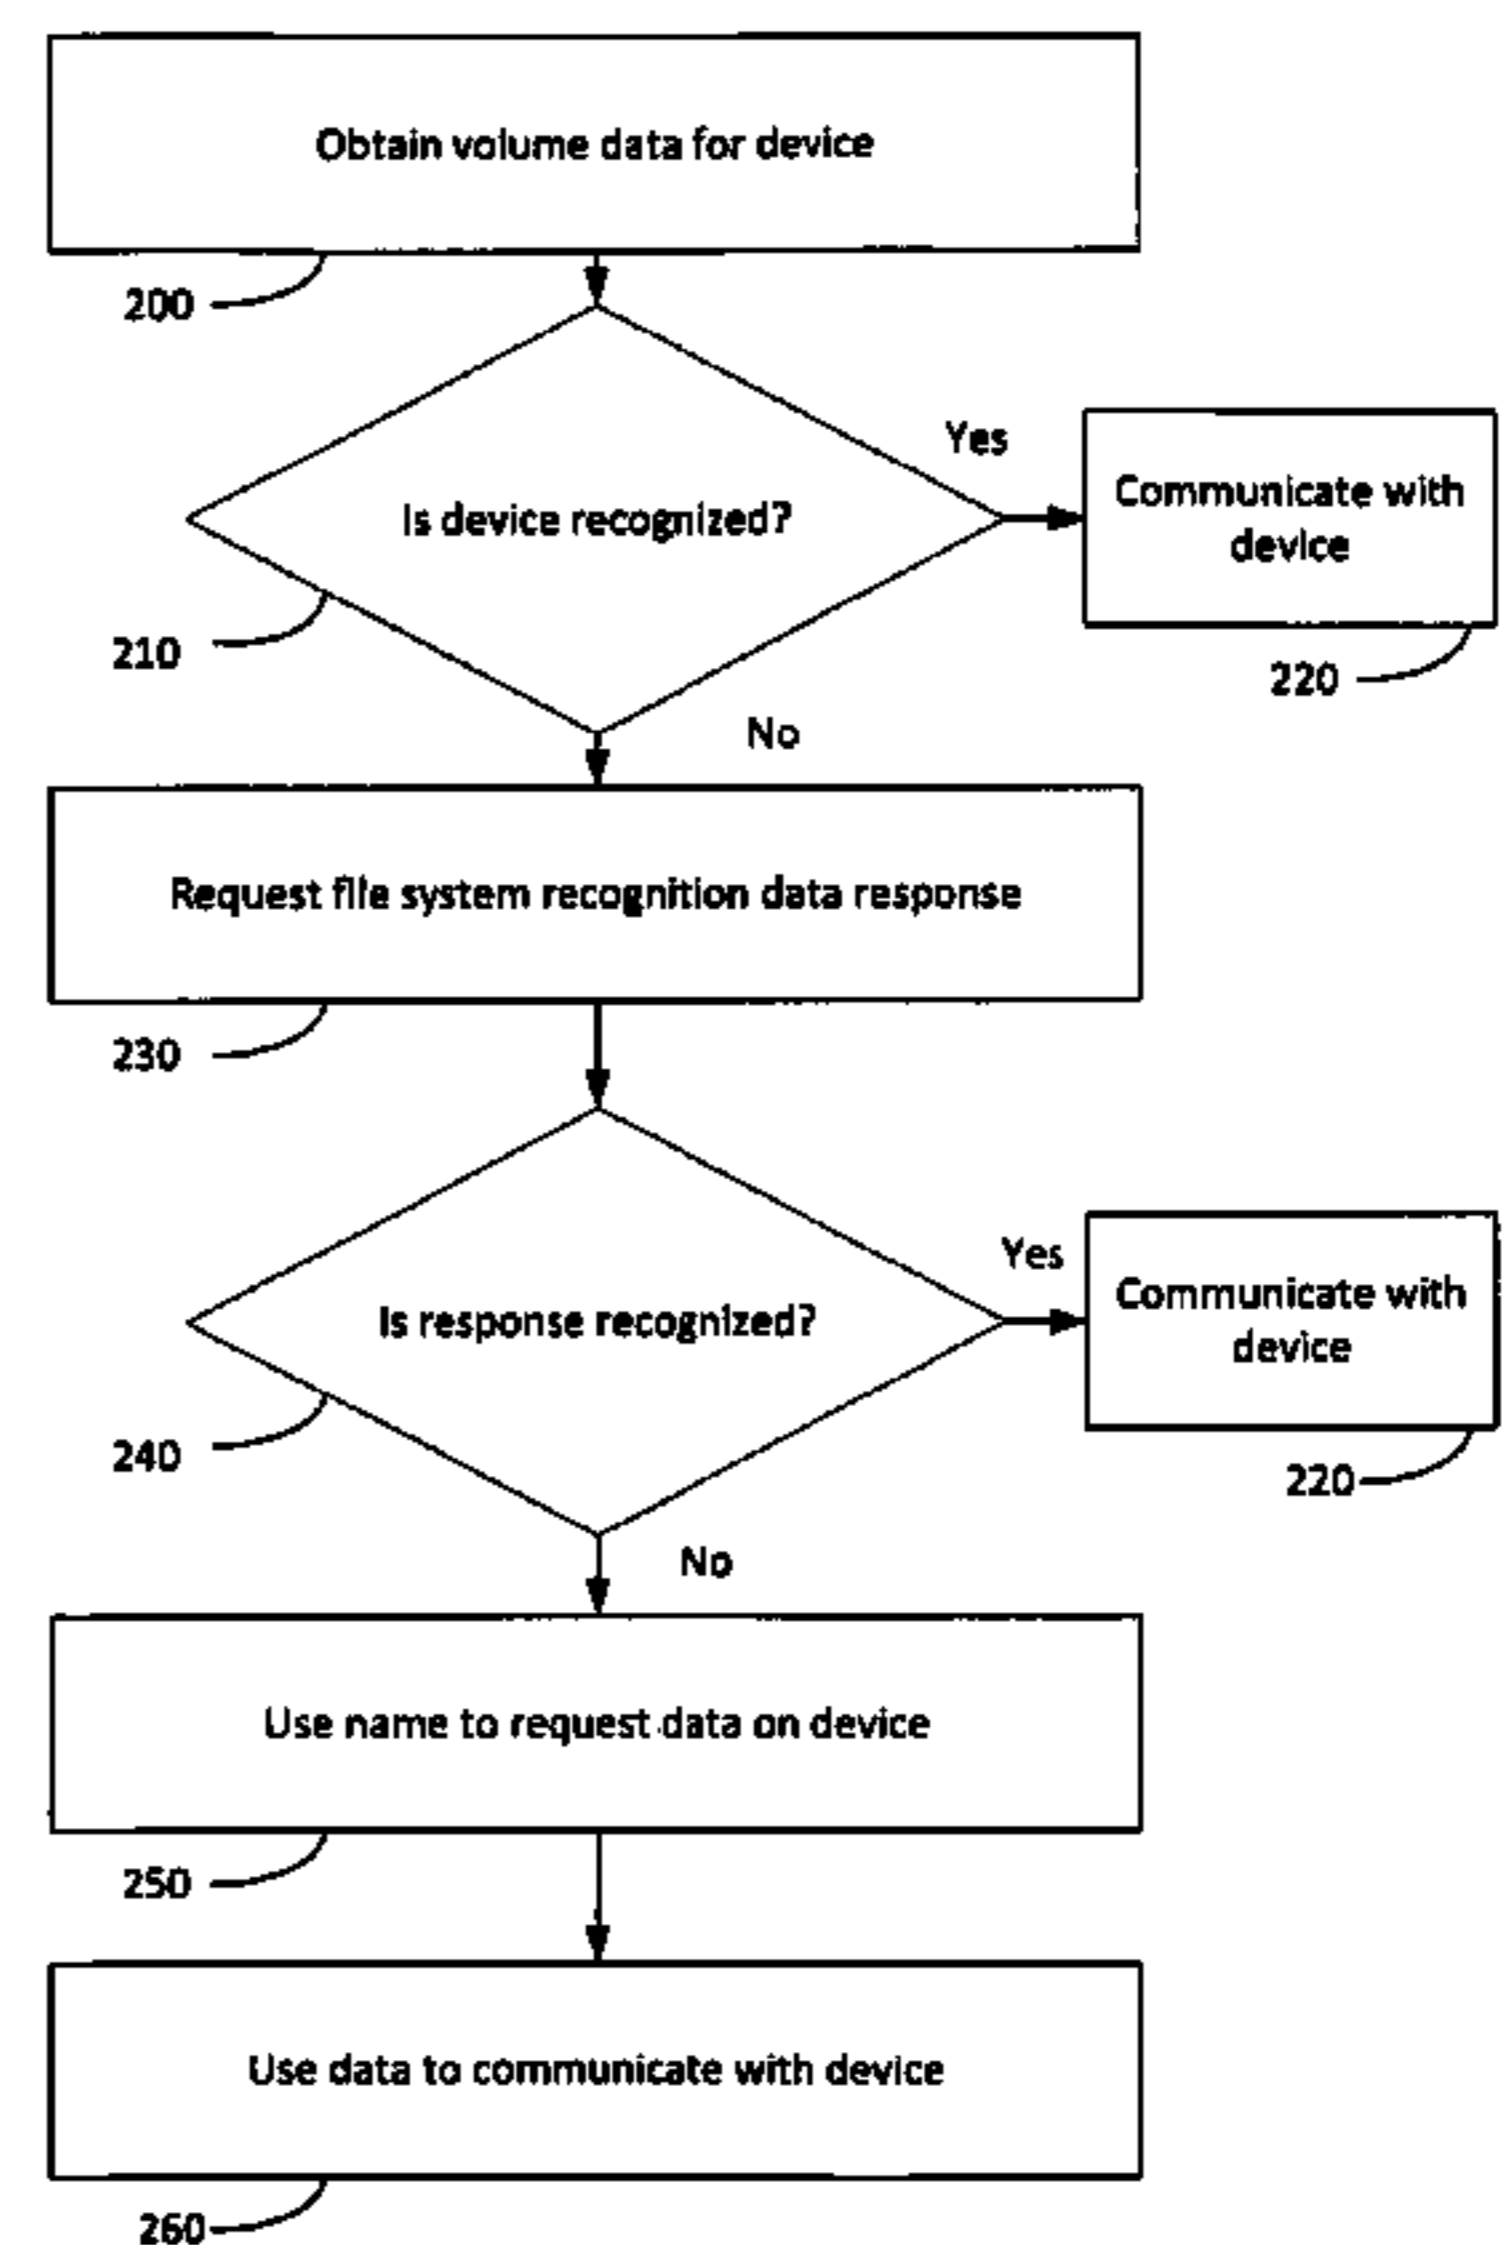 Obtain volume data for device
200
Is device recognized?
Yes
Communicate with
device
210
220
No
Request file system recognition data response
230
Is response recognized?
Yes
Communicate with
device
240
220
No
Use name to request data on device
250
Use data to communicate with device
260